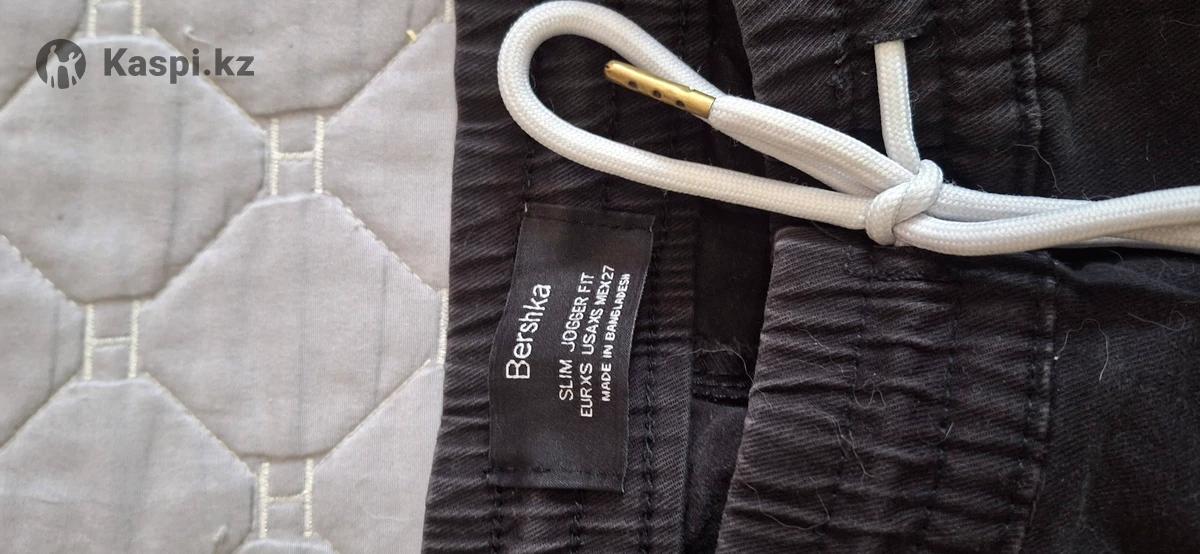 Kaspi.kz
Bershka
SLIM JOGGER FIT
EURXS USAXS MEX27
MADE IN BANGLADESH